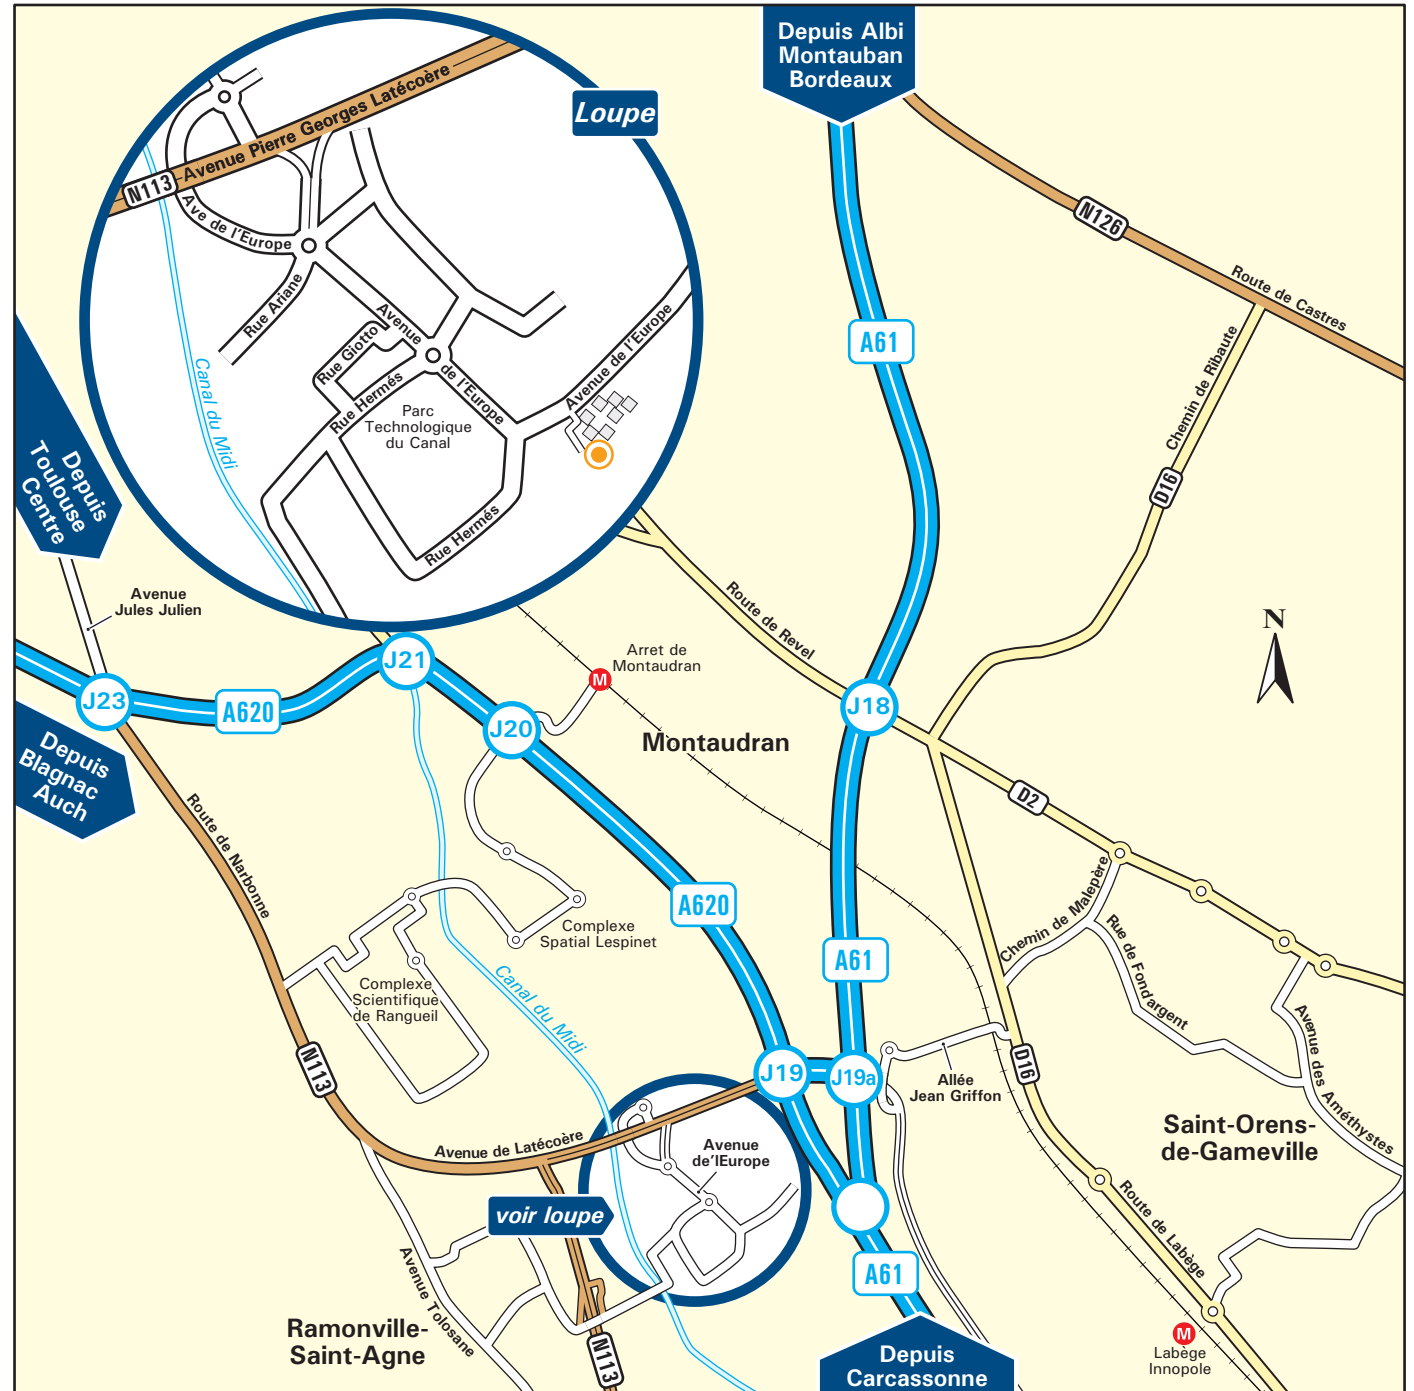 Depuis Albi
Montauban
Bordeaux
Loupe
Avenue Pierre Georges Latécoère
N113
Ave de l'Europe
Rue Ariane
Avenue
de l'Europe
Rue Giotto
Rue Hermés
Parc
Technologique
du Canal
Avenue de l'Europe
Rue Hermés
Canal du Midi
N126
Route de Castres
A61
Chemin de Ribaute
D16
Depuis
Toulouse
Centre
Avenue
Jules Julien
Route de Revel
N
Arret de
Montaudran
M
J21
J23
A620
J20
J18
Montaudran
Depuis
Blagnac
Auch
D2
Route de Narbonne
Chemin de Malepère
A620
Complexe
Spatial Lespinet
Rue de Fondargent
A61
Canal du Midi
Complexe
Scientifique
de Rangueil
Avenue des Améthystes
N113
J19
J19a
D16
Allée
Jean Griffon
Saint-Orens-
de-Gameville
Avenue de Latécoère
Avenue
de'lEurope
voir loupe
Route de Labège
A61
Avenue Tolosane
Ramonville-
Saint-Agne
N113
M
Labège
Innopole
Depuis
Carcassonne